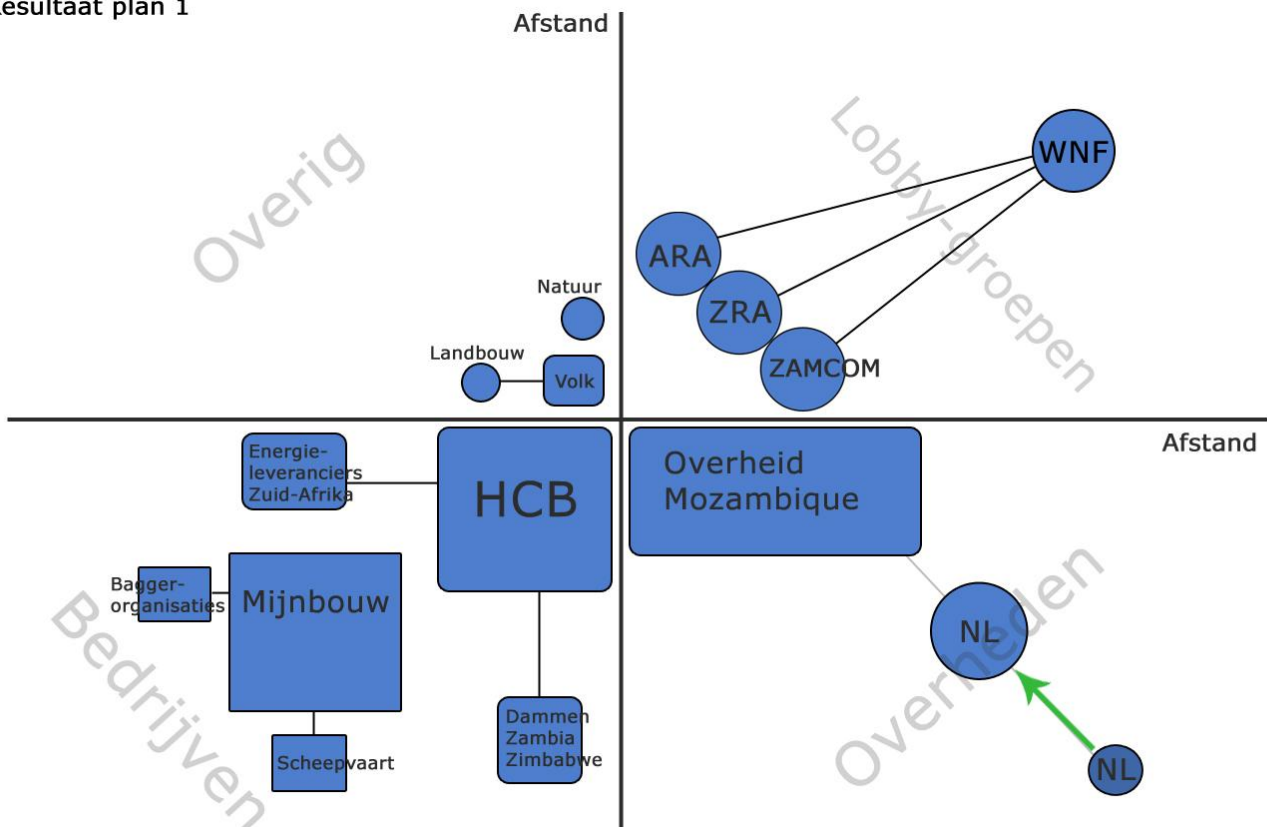 Resultaat plan 1
Afstand
Overig
Lobby-groepen
WNF
ARA
ZRA
ZAMCOM
Natuur
Landbouw
Volk
Afstand
Energie-
leveranciers
Zuid-Afrika
HCB
Overheid
Mozambique
Bagger-
organisaties
Mijnbouw
Bedrijven
Scheepvaart
Dammen
Zambia
Zimbabwe
NL
Overheden
NL